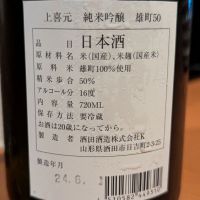 上喜元 純米吟醸 雄町50
品目 日本酒
原材料名 米(国産)、米麹(国産米)
原料米 雄町100%使用
精米歩合 50%
アルコール分 16度
内容量 720ML
保存方法 要冷蔵
お酒は20歳になってから。
製造者 酒田酒造株式会社K
山形県酒田市日吉町2-3-25
製造年月
24.6.
4510582449310